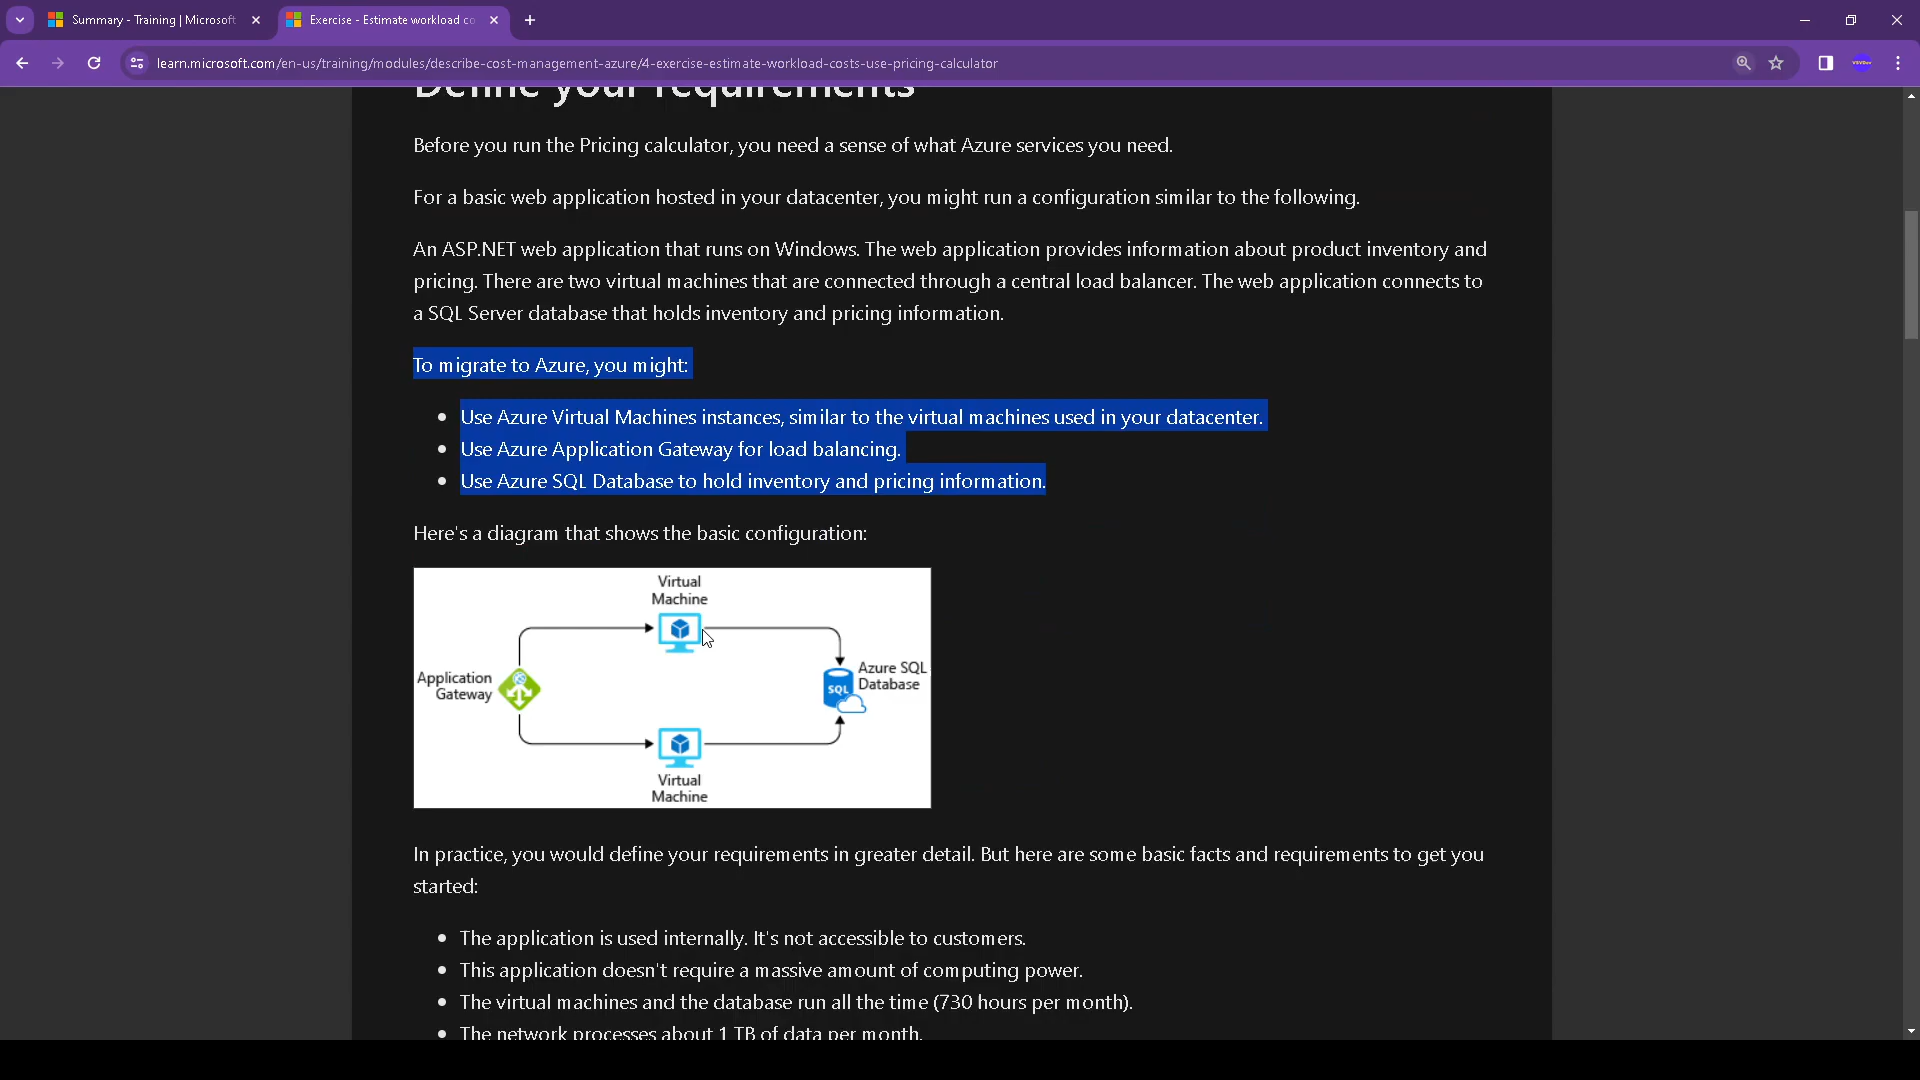 Summary - Training | Microsoft
Exercise - Estimate workload co
learn.microsoft.com/en-us/training/modules/describe-cost-management-azure/4-exercise-estimate-workload-costs-use-pricing-calculator
Define your requirements
Before you run the Pricing calculator, you need a sense of what Azure services you need.
For a basic web application hosted in your datacenter, you might run a configuration similar to the following.
An ASP.NET web application that runs on Windows. The web application provides information about product inventory and
pricing. There are two virtual machines that are connected through a central load balancer. The web application connects to
a SQL Server database that holds inventory and pricing information.
To migrate to Azure, you might:
Use Azure Virtual Machines instances, similar to the virtual machines used in your datacenter.
Use Azure Application Gateway for load balancing.
Use Azure SQL Database to hold inventory and pricing information.
Here's a diagram that shows the basic configuration:
Virtual
Machine
Application
Gateway
SQL
Azure SQL
Database
Virtual
Machine
In practice, you would define your requirements in greater detail. But here are some basic facts and requirements to get you
started:
The application is used internally. It's not accessible to customers.
This application doesn't require a massive amount of computing power.
The virtual machines and the database run all the time (730 hours per month).
The network processes about 1 TB of data per month.